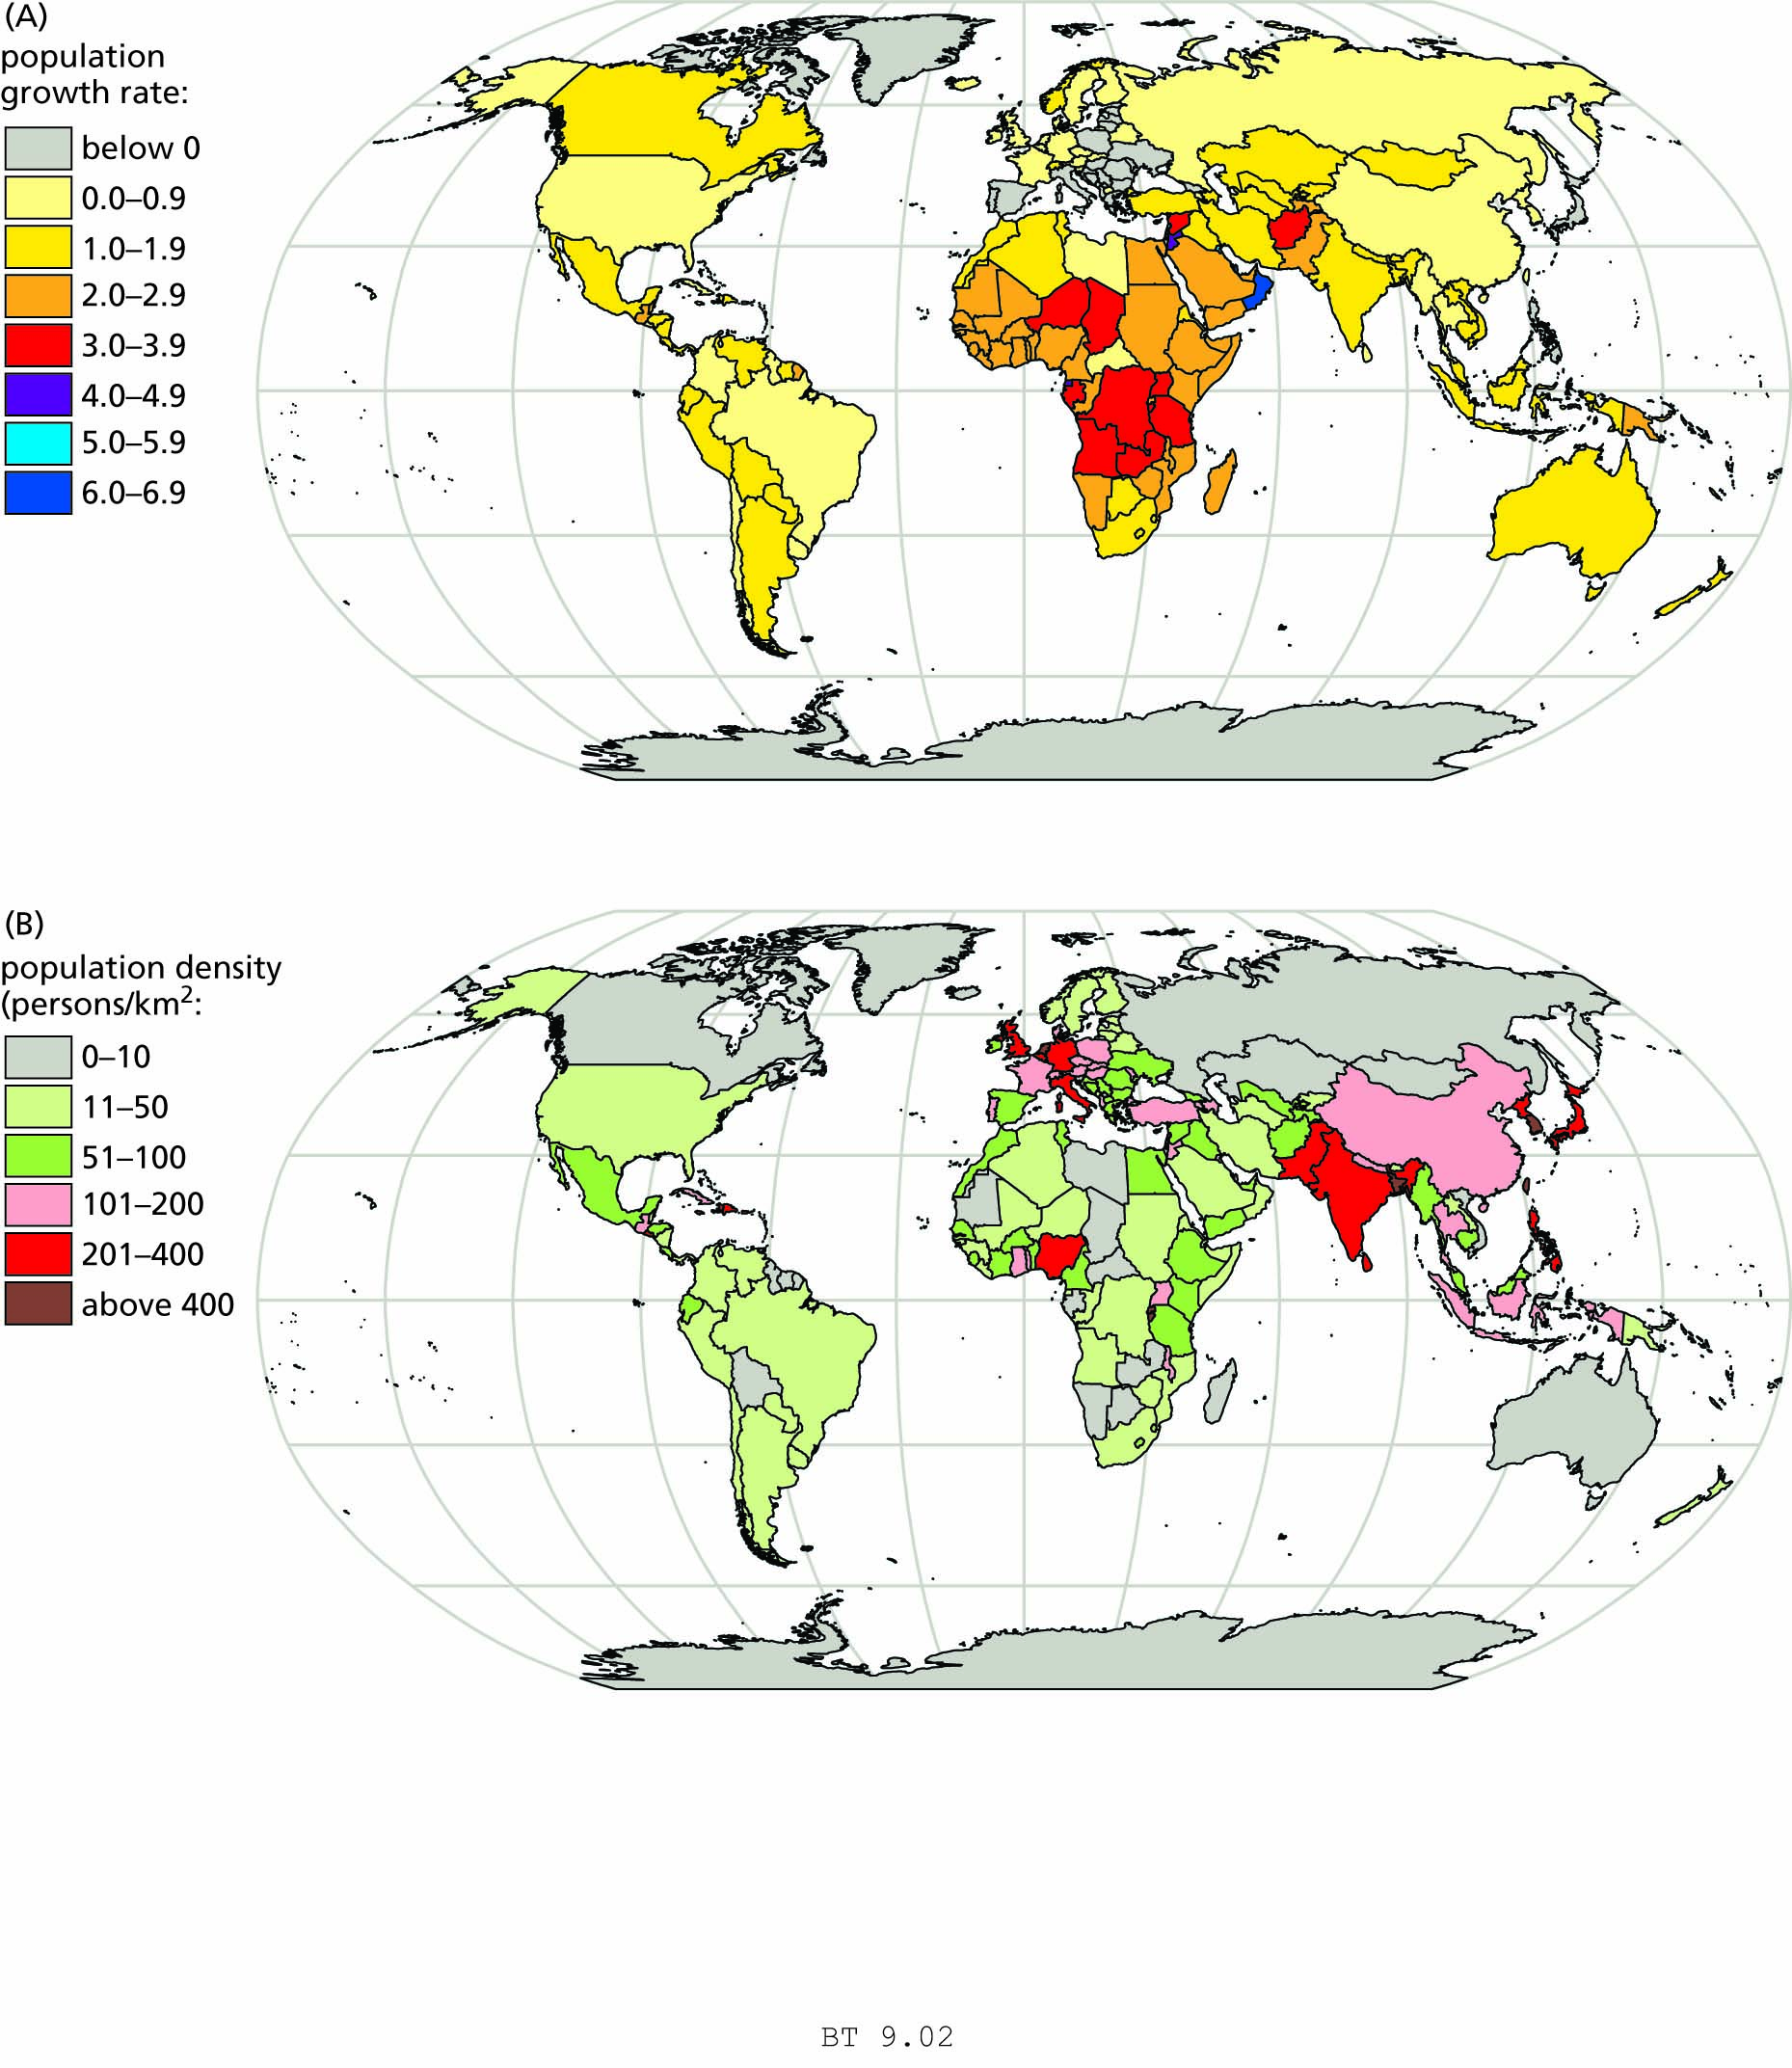 (A)
population
growth rate:
below 0
0.0–0.9
1.0–1.9
2.0–2.9
3.0–3.9
4.0–4.9
5.0–5.9
6.0–6.9
(B)
population density
(persons/km²:
0–10
11–50
51–100
101–200
201–400
above 400
BT 9.02